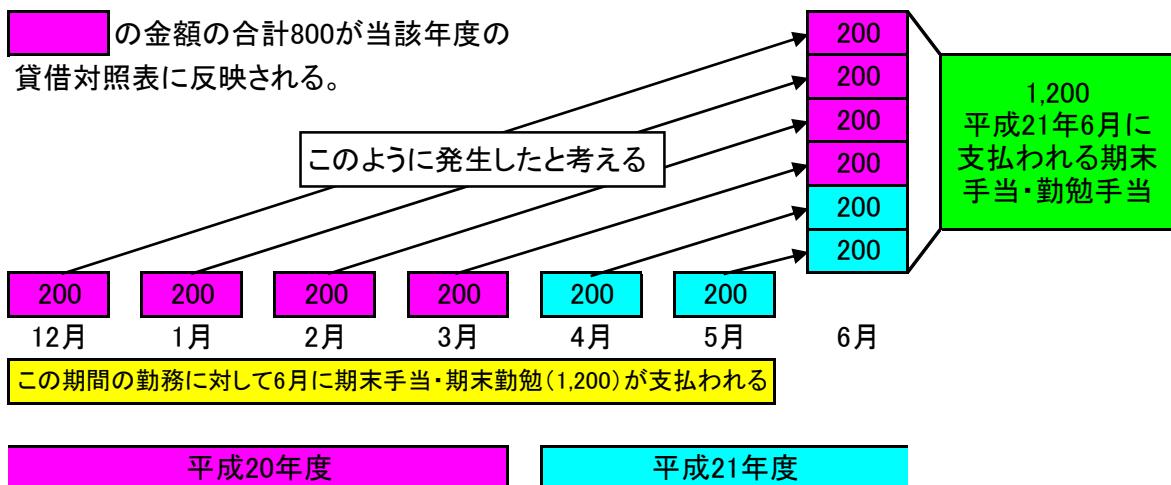 の金額の合計800が当該年度の
貸借対照表に反映される。
このように発生したと考える
200
200
200
200
200
200
1,200
平成21年6月に
支払われる期末
手当・勤勉手当
200
200
200
200
200
200
12月
1月
2月
3月
4月
5月
6月
この期間の勤務に対して6月に期末手当・期末勤勉(1,200)が支払われる
平成20年度
平成21年度